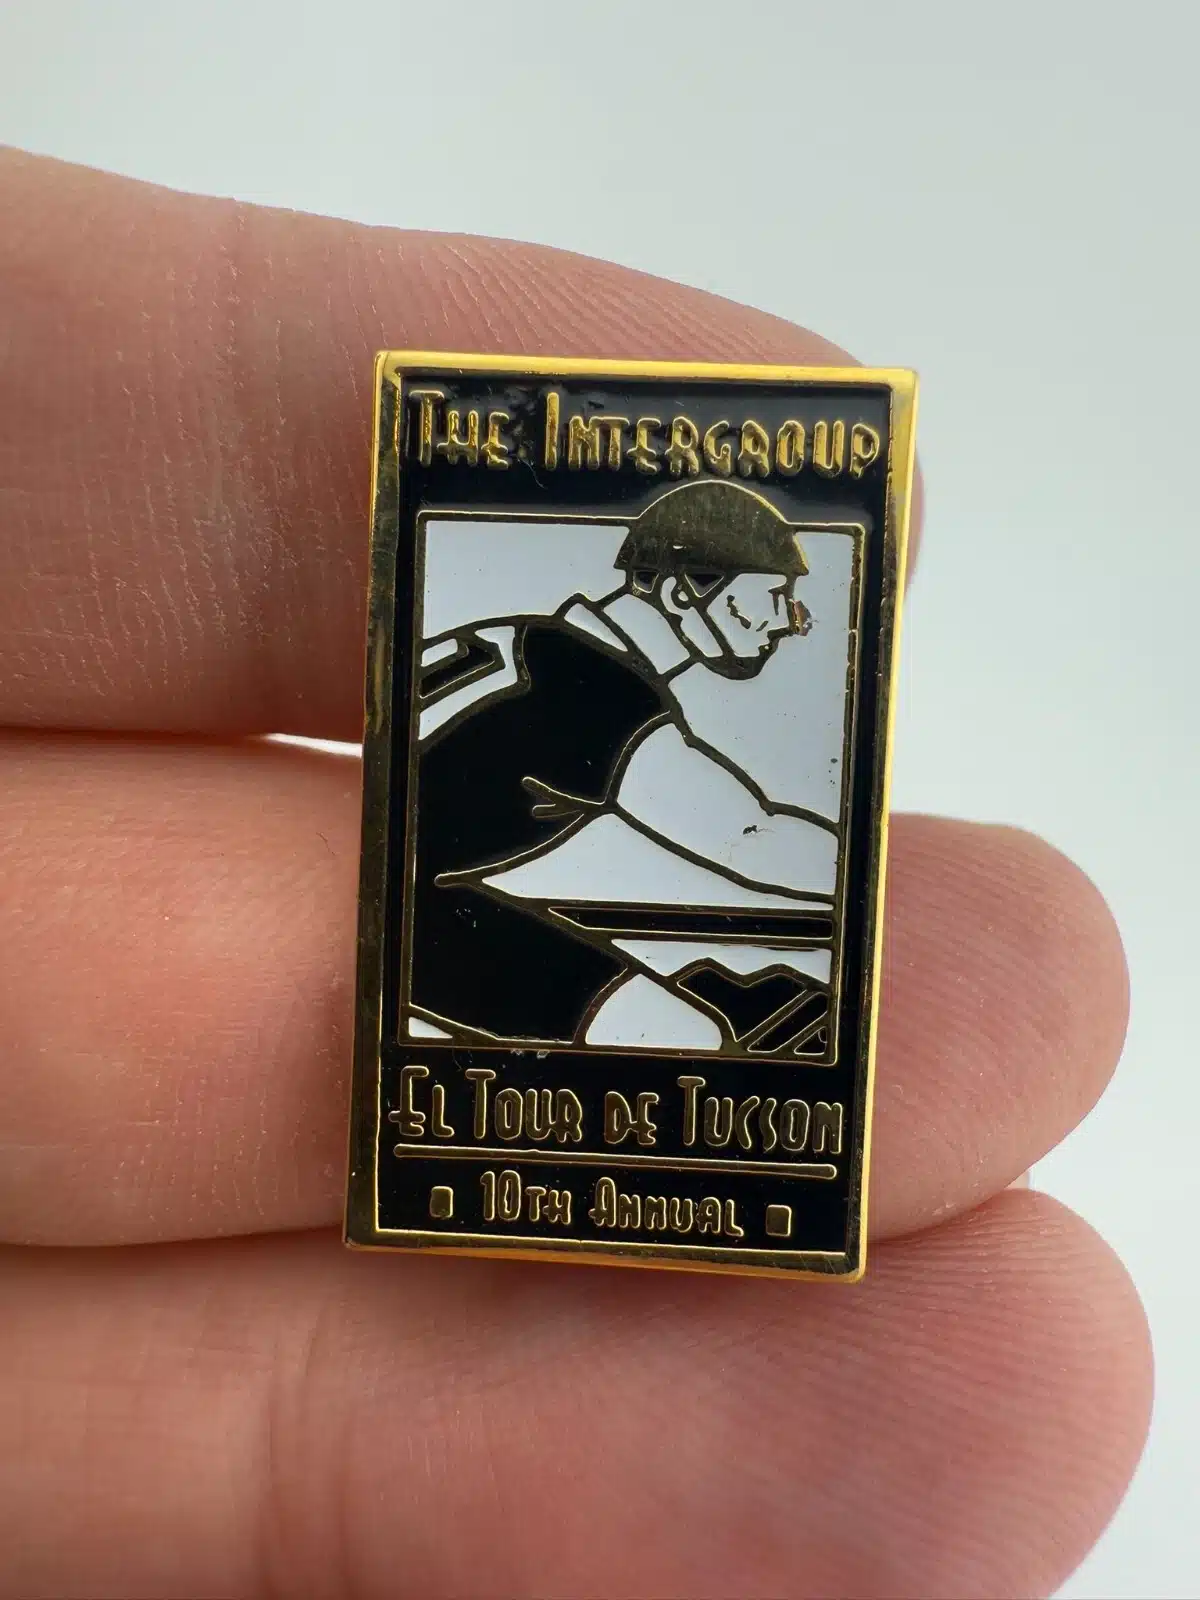 THE INTERGROUP
EL TOUR DE TUCSON
10TH ANNUAL